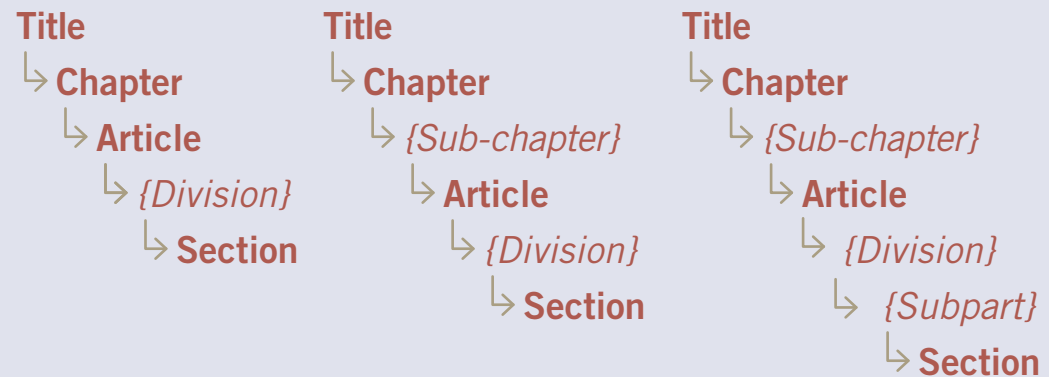 Title
Chapter
Article
{Division}
Section
Title
Chapter
{Sub-chapter}
Article
{Division}
Section
Title
Chapter
{Sub-chapter}
Article
{Division}
{Subpart}
Section